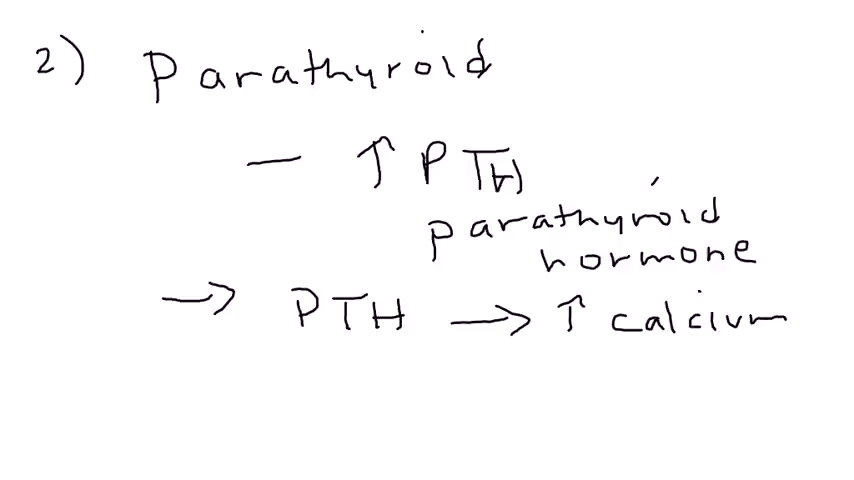 2) Parathyroid
— ↑ PTH
parathyroid
hormone
→ PTH → ↑ calcium